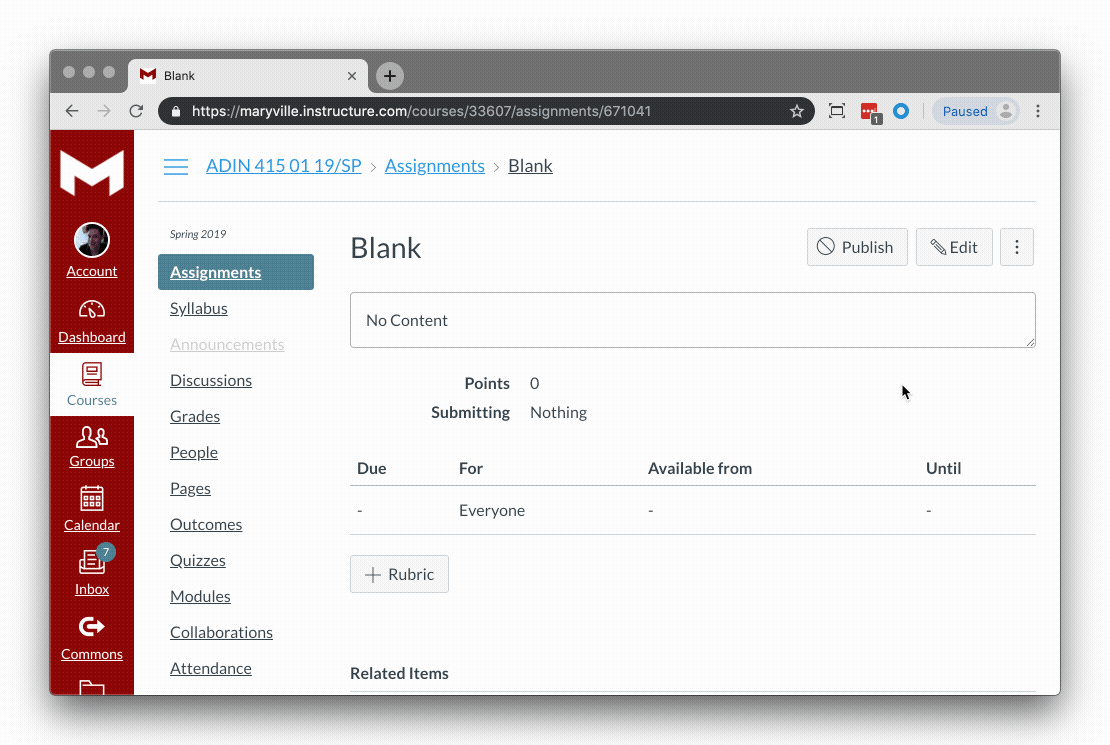 Blank
https://maryville.instructure.com/courses/33607/assignments/671041
1
Paused
ADIN 415 01 19/SP > Assignments > Blank
Account
Dashboard
Courses
Groups
Calendar
7
Inbox
Commons
Spring 2019
Assignments
Syllabus
Announcements
Discussions
Grades
People
Pages
Outcomes
Quizzes
Modules
Collaborations
Attendance
Blank
Publish
Edit
No Content
Points 0
Submitting Nothing
Due For Available from Until
- Everyone - -
Rubric
Related Items